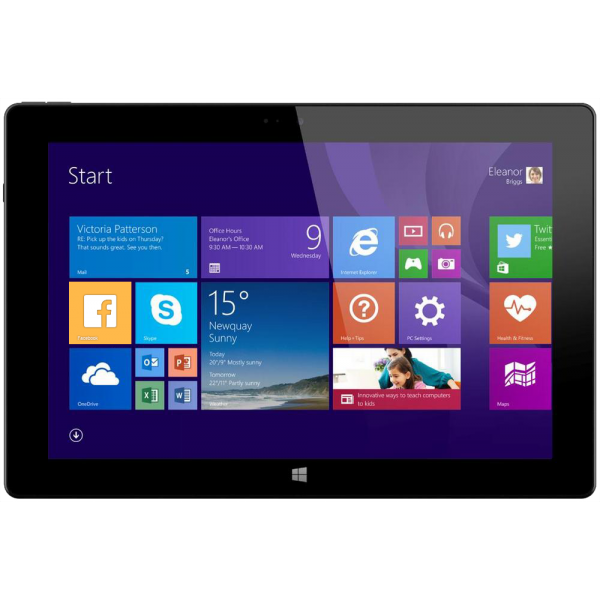 Start
Eleanor
Briggs
Victoria Patterson
RE: Pick up the kids on Thursday?
That sounds great. See you then.
Mail
5
Office Hours
Eleanor's Office
9:30 AM — 10:30 AM
9
Wednesday
Internet Explorer
Twitt
Essent
Free
Facebook
Skype
15°
Newquay
Sunny
Today
20°/9° Mostly sunny
Tomorrow
22°/11° Partly sunny
Weather
Help+Tips
PC Settings
Health & Fitness
OneDrive
Innovative ways to teach computers
to kids
Maps